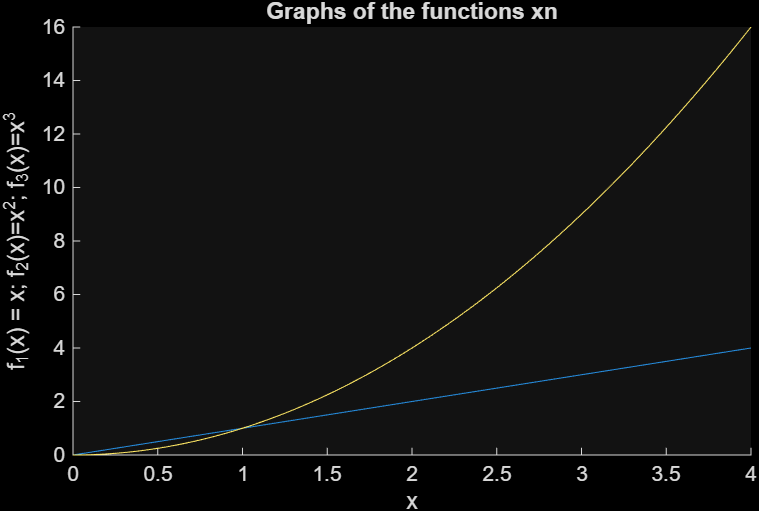 Graphs of the functions xn
16
14
12
10
8
6
4
2
0
f₁(x) = x; f₂(x)=x²; f₃(x)=x³
0 0.5 1 1.5 2 2.5 3 3.5 4
x